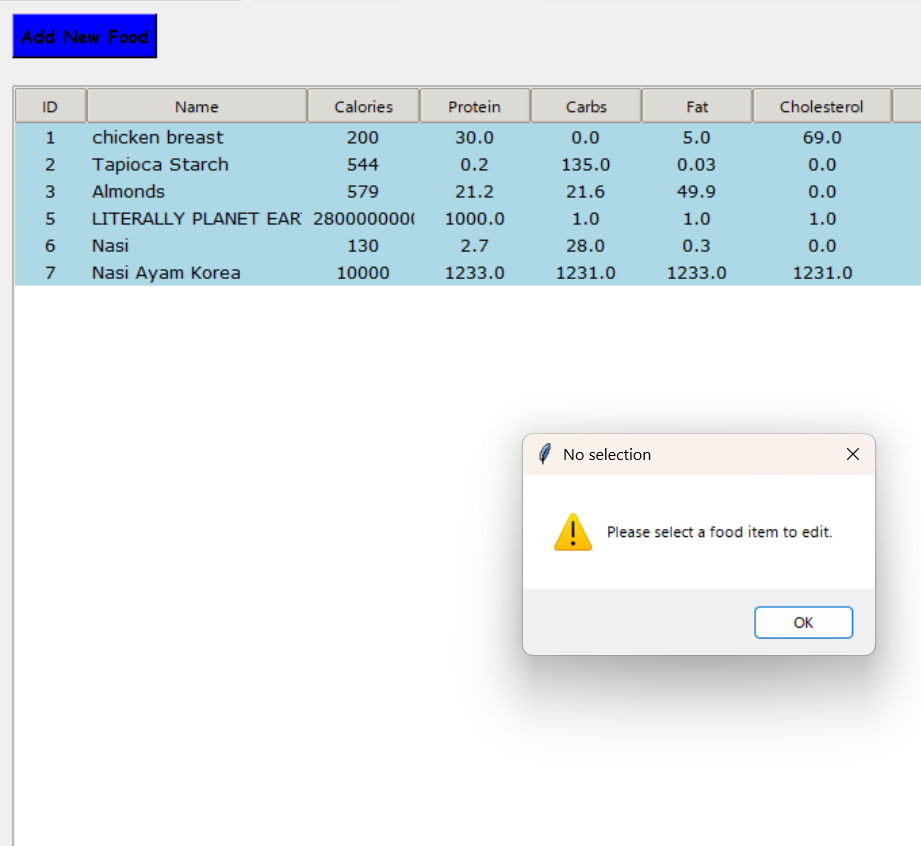 Add New Food
ID Name Calories Protein Carbs Fat Cholesterol
1 chicken breast 200 30.0 0.0 5.0 69.0
2 Tapioca Starch 544 0.2 135.0 0.03 0.0
3 Almonds 579 21.2 21.6 49.9 0.0
5 LITERALLY PLANET EAR 2800000000 1000.0 1.0 1.0 1.0
6 Nasi 130 2.7 28.0 0.3 0.0
7 Nasi Ayam Korea 10000 1233.0 1231.0 1233.0 1231.0
No selection
Please select a food item to edit.
OK